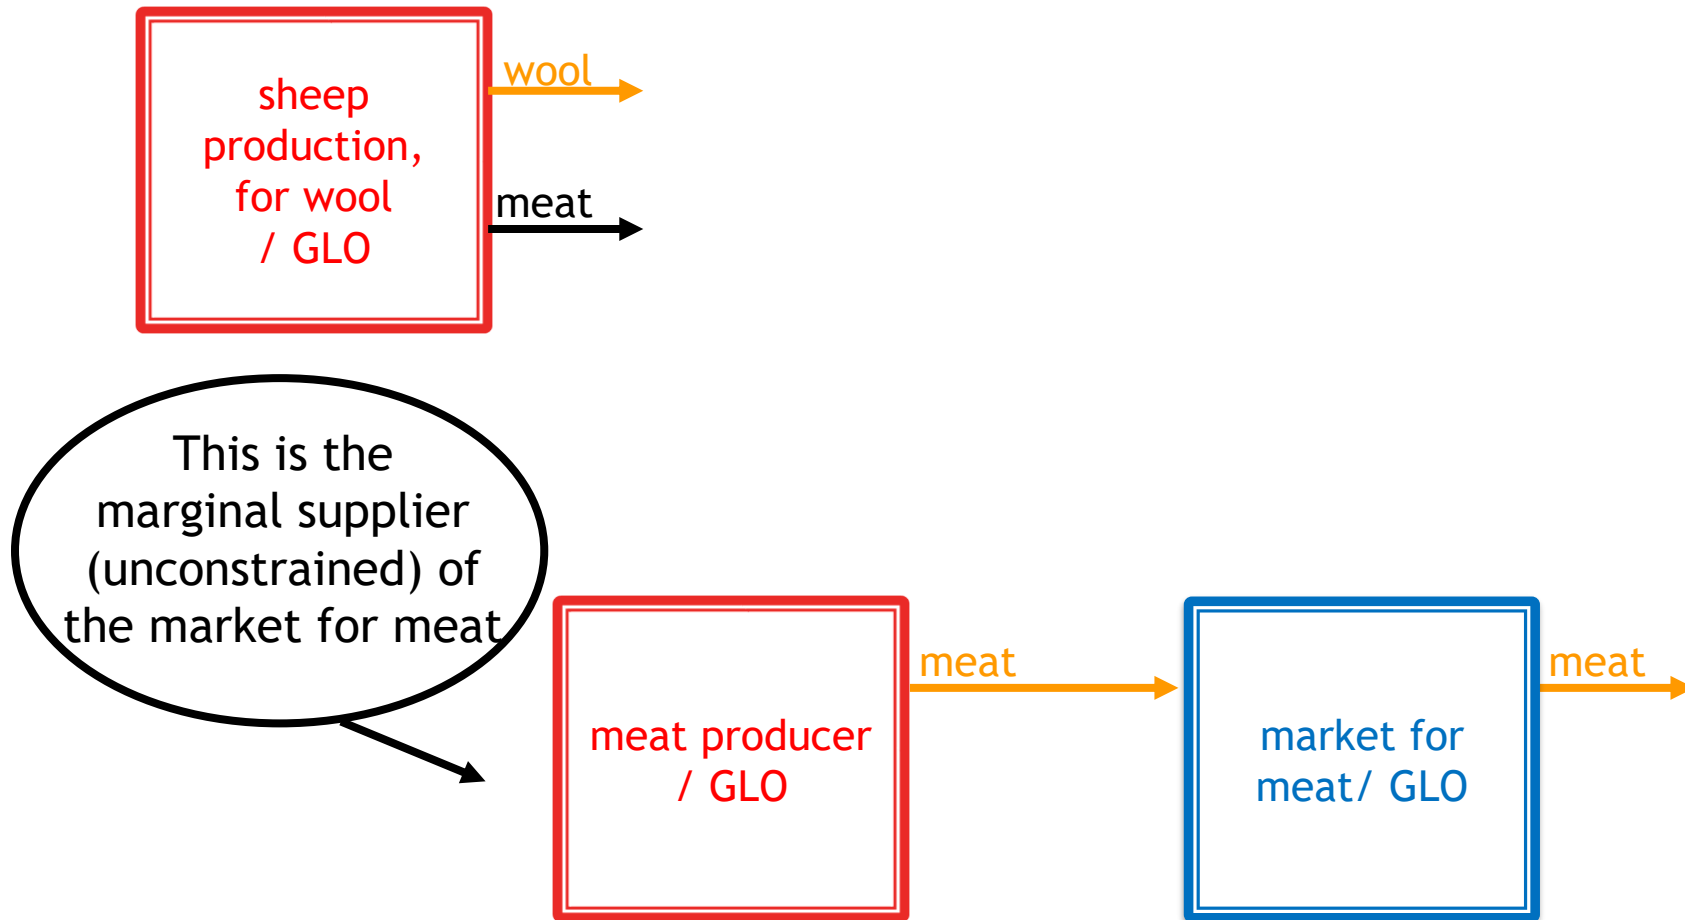 sheep
production,
for wool
/ GLO
wool
meat
This is the
marginal supplier
(unconstrained) of
the market for meat
meat producer
/ GLO
meat
market for
meat/ GLO
meat